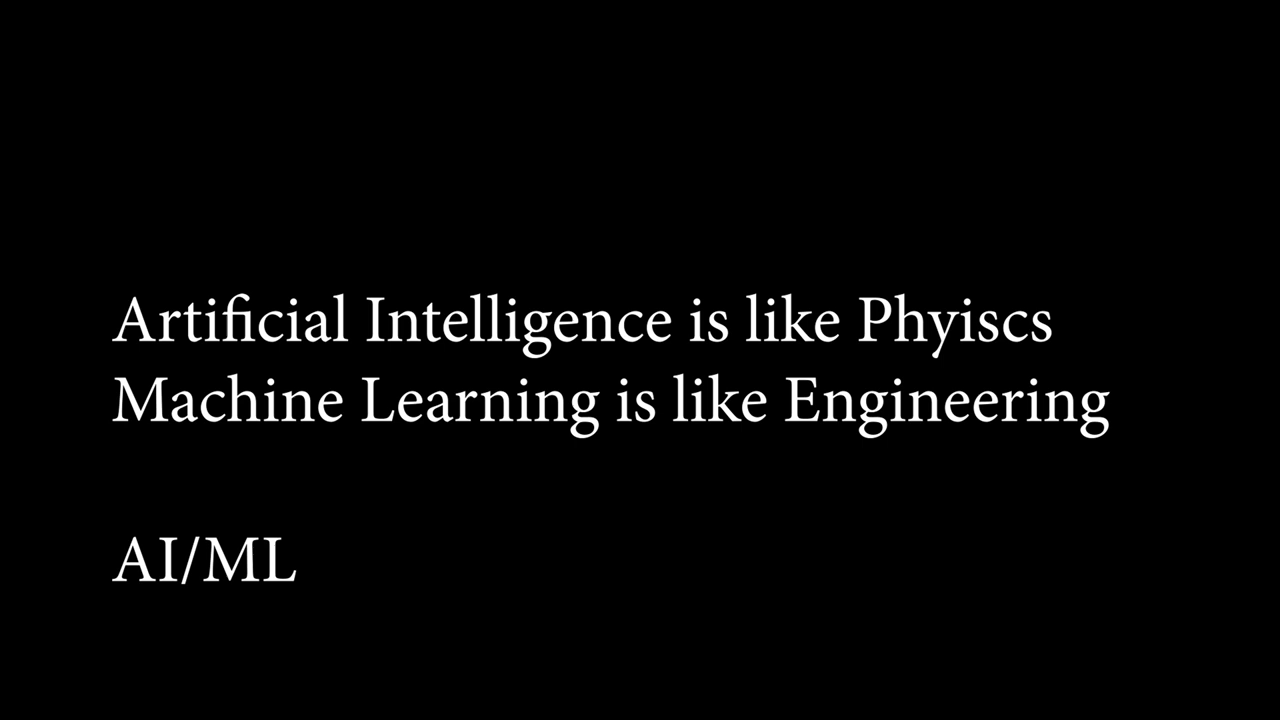 Artificial Intelligence is like Phyiscs
Machine Learning is like Engineering
AI/ML